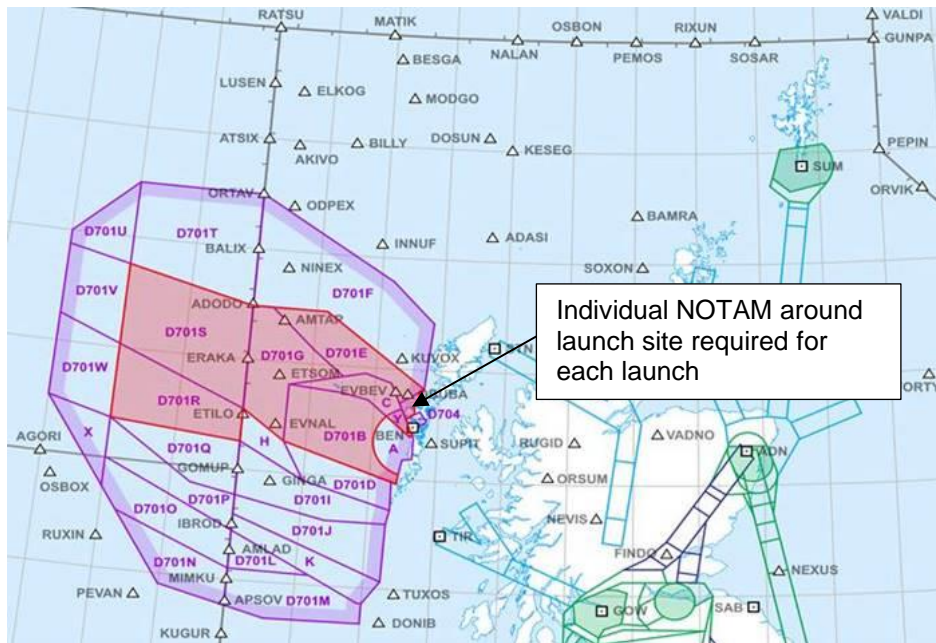 RATSU
MATIK
OSBON
RIXUN
VALDI
GUNPA
NALAN
PEMOS
SOSAR
BESGA
LUSEN
ELKOG
MODGO
ATSIX
BILLY
DOSUN
KESEG
AKIVO
PEPIN
SUM
ORVIK
ORTAV
ODPEX
BAMRA
D701U
D701T
BALIX
INNUF
ADASI
NINEX
SOXON
D701V
D701F
ADODO
AMTAR
D701S
Individual NOTAM around
launch site required for
each launch
ERAKA
D701G
D701E
KUVOX
D701W
ETSOM
EVBEV
D701R
C
D704
ETILO
EVNAL
D701B
BEN
X
AGORI
D701Q
H
A
SUPIT
RUGID
VADNO
ADN
GOMUP
GINGA
D701D
ORSUM
OSBOX
D701P
D701I
D701O
IBROD
D701J
NEVIS
RUXIN
TIR
AMLAD
FINDO
D701N
D701L
K
NEXUS
MIMKU
PEVAN
APSOV
D701M
TUXOS
GOW
SAB
KUGUR
DONIB